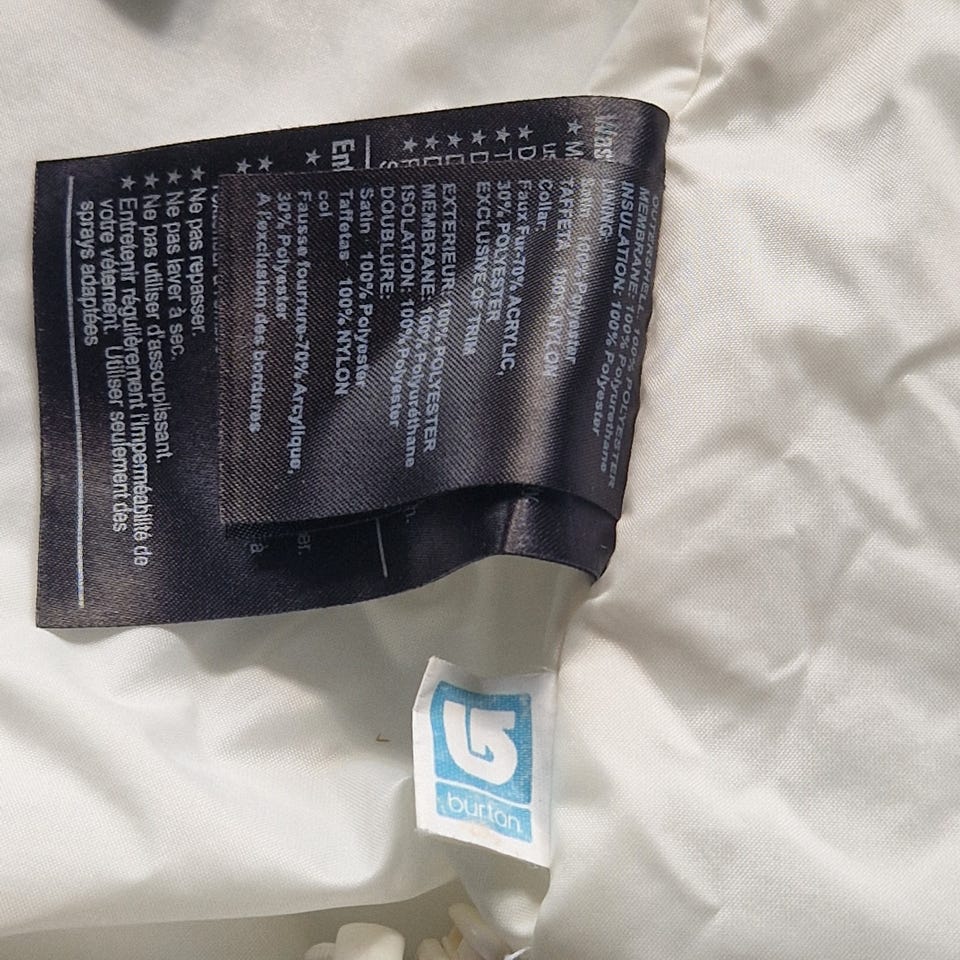 OUTERSHELL: 100% POLYESTER
MEMBRANE: 100% Polyurethane
INSULATION: 100% Polyester
LINING
100% Polyester
TAFFETA 100% NYLON
Collar:
Faux Fur-70% ACRYLIC,
30% POLYESTER
EXCLUSIVE OF TRIM
EXTERIEUR: 100% POLYESTER
MEMBRANE: 100% Polyuréthane
ISOLATION: 100% Polyester
DOUBLURE:
Satin 100% Polyester
Taffetas 100% NYLON
col
Fausse fourrure-70% Arcyllique,
30% Polyester
A l'exclusion des bordures
★ Ne pas repasser.
★ Ne pas laver à sec.
★ Ne pas utiliser d'assouplissant.
★ Entretenir régulièrement l'imperméabilité de
votre vêtement. Utiliser seulement des
sprays adaptées
burton